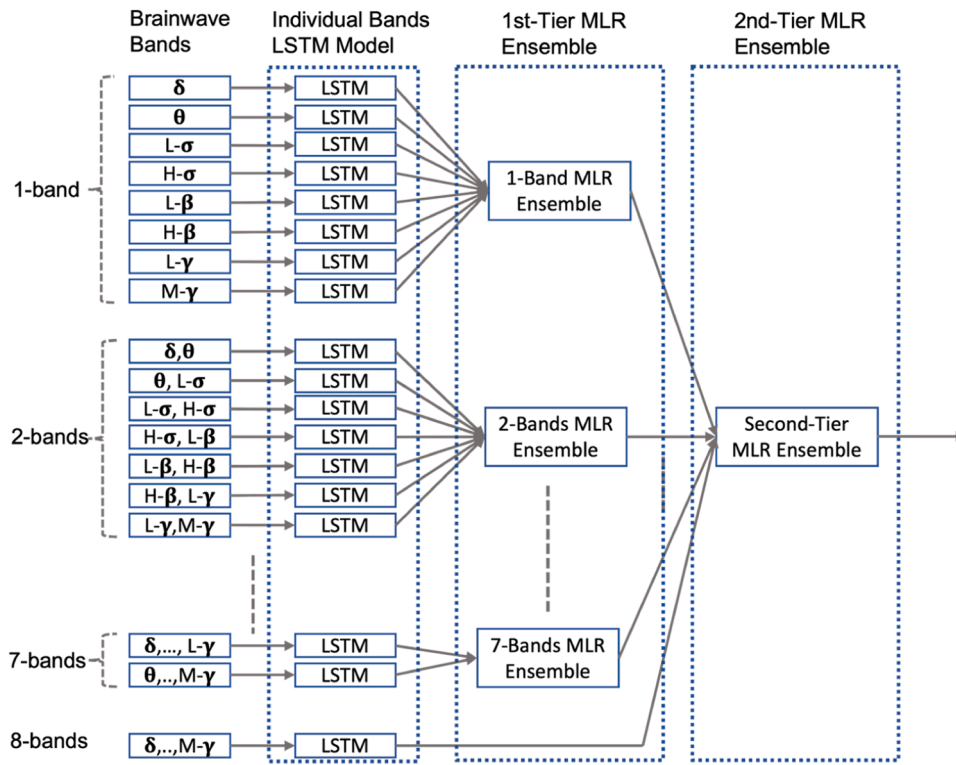 Brainwave
Bands
Individual Bands
LSTM Model
1st-Tier MLR
Ensemble
2nd-Tier MLR
Ensemble
1-band
δ
LSTM
θ
LSTM
L-σ
LSTM
H-σ
LSTM
L-β
LSTM
H-β
LSTM
L-γ
LSTM
M-γ
LSTM
1-Band MLR
Ensemble
2-bands
δ,θ
LSTM
θ, L-σ
LSTM
L-σ, H-σ
LSTM
H-σ, L-β
LSTM
L-β, H-β
LSTM
H-β, L-γ
LSTM
L-γ,M-γ
LSTM
2-Bands MLR
Ensemble
Second-Tier
MLR Ensemble
7-bands
δ,..., L-γ
LSTM
θ,..,M-γ
LSTM
7-Bands MLR
Ensemble
8-bands
δ,..,M-γ
LSTM